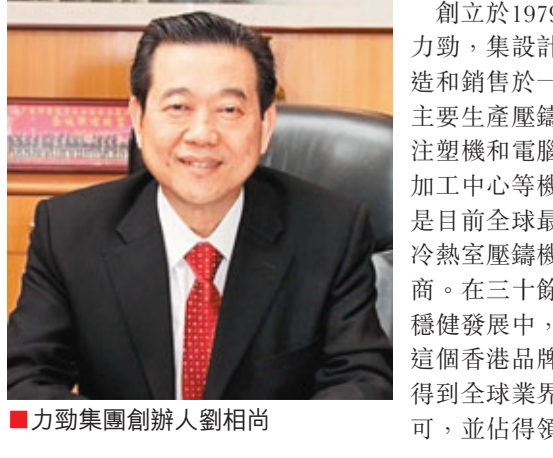 創立於1979
力勁，集設計
造和銷售於一
主要生產壓鑄
注塑機和電腦
加工中心等機
是目前全球最
冷熱室壓鑄機
商。在三十餘
穩健發展中，
這個香港品牌
得到全球業界
可，並佔得領
■力勁集團創辦人劉相尚